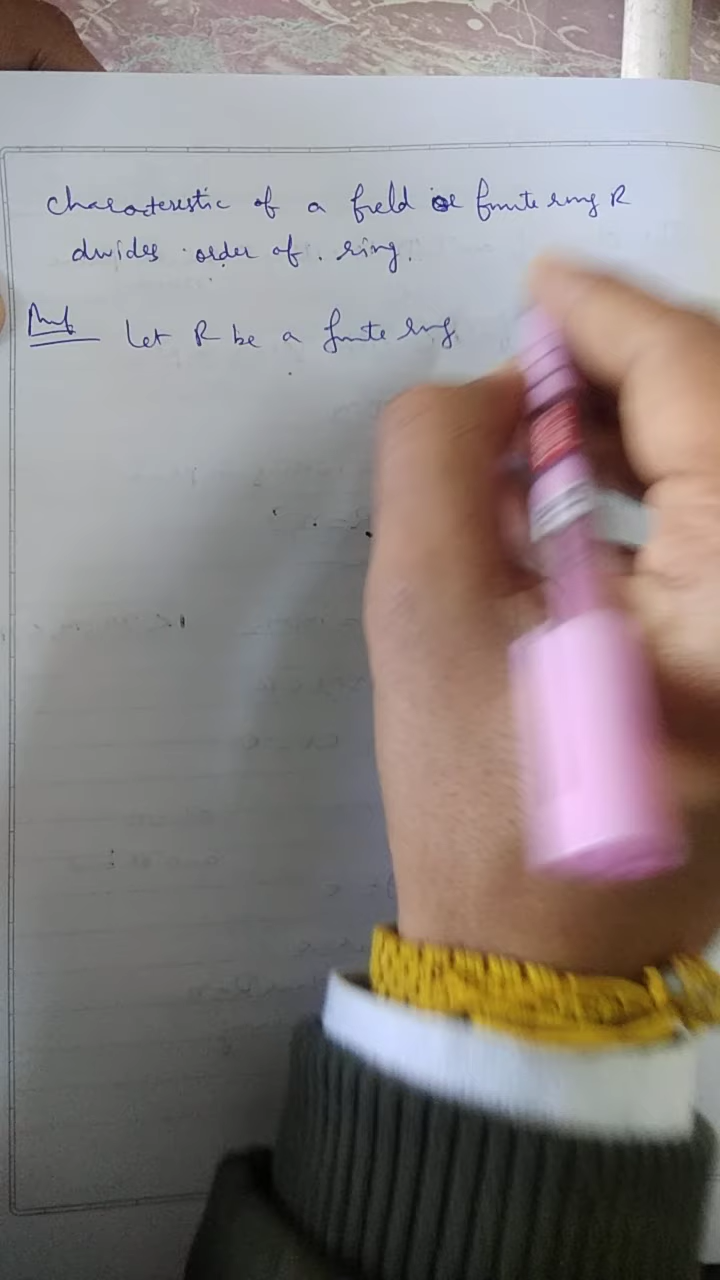 characteristic of a field or finite ring R
divides order of ring.
Proof Let R be a finite ring